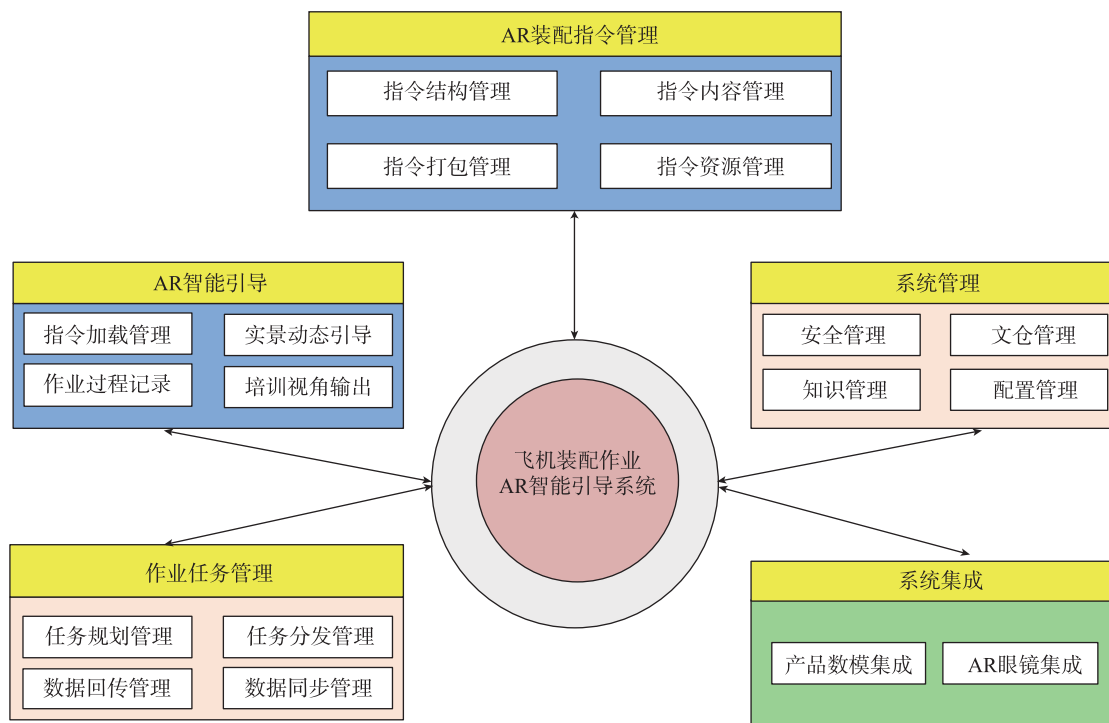 AR装配指令管理
指令结构管理
指令内容管理
指令打包管理
指令资源管理
AR智能引导
指令加载管理
实景动态引导
作业过程记录
培训视角输出
系统管理
安全管理
文仓管理
知识管理
配置管理
飞机装配作业
AR智能引导系统
作业任务管理
任务规划管理
任务分发管理
数据回传管理
数据同步管理
系统集成
产品数模集成
AR眼镜集成